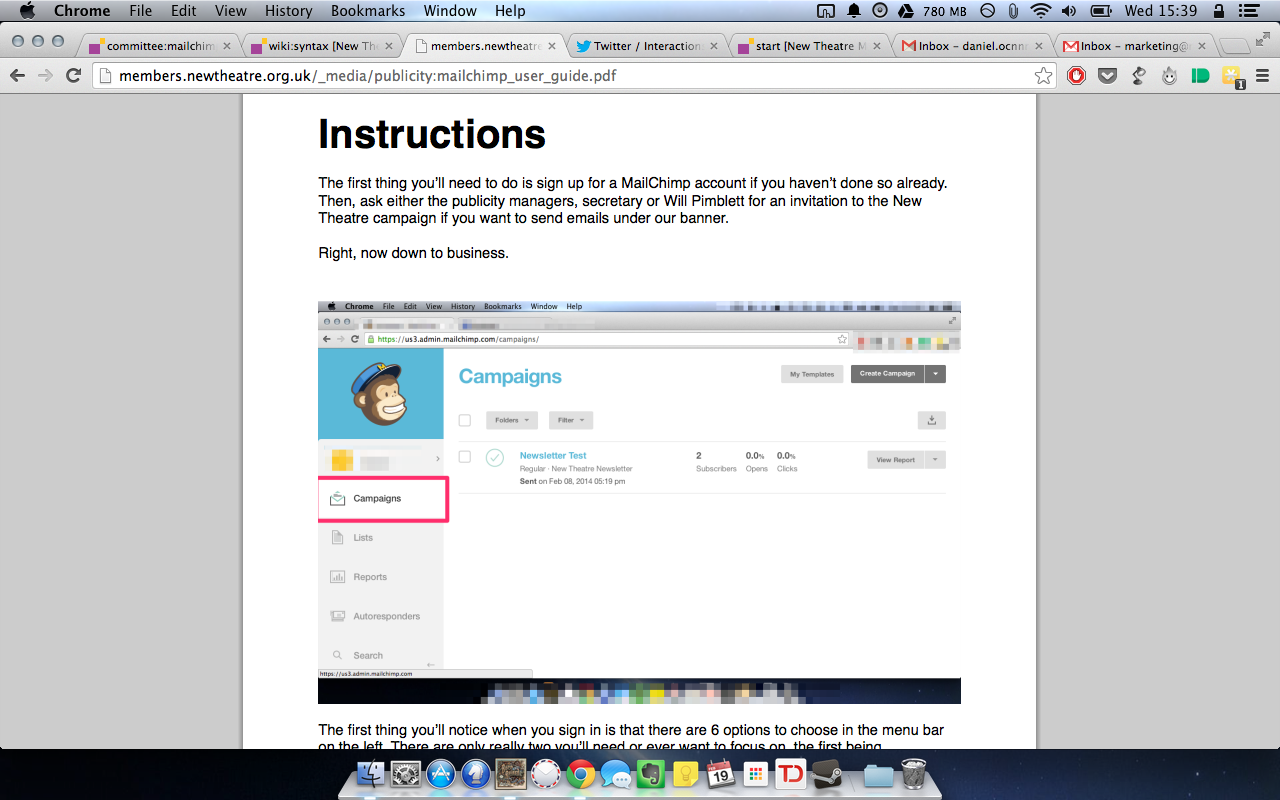 Chrome File Edit View History Bookmarks Window Help 780 MB Wed 15:39
committee:mailchim wiki:syntax [New Th members.newtheatre Twitter / Interaction start [New Theatre M Inbox – daniel.ocnn Inbox – marketing@
members.newtheatre.org.uk/_media/publicity:mailchimp_user_guide.pdf
1
Instructions
The first thing you’ll need to do is sign up for a MailChimp account if you haven’t done so already.
Then, ask either the publicity managers, secretary or Will Pimblett for an invitation to the New
Theatre campaign if you want to send emails under our banner.
Right, now down to business.
Chrome File Edit View History Bookmarks Window Help
https://us3.admin.mailchimp.com/campaigns/
Campaigns
My Templates Create Campaign
Folders Filter
Newsletter Test 2 0.0% 0.0% View Report
Regular · New Theatre Newsletter Subscribers Opens Clicks
Sent on Feb 08, 2014 05:19 pm
Campaigns
Lists
Reports
Autoresponders
Search
https://us3.admin.mailchimp.com
The first thing you’ll notice when you sign in is that there are 6 options to choose in the menu bar
on the left. There are only really two you’ll need or ever want to focus on, the first being
19